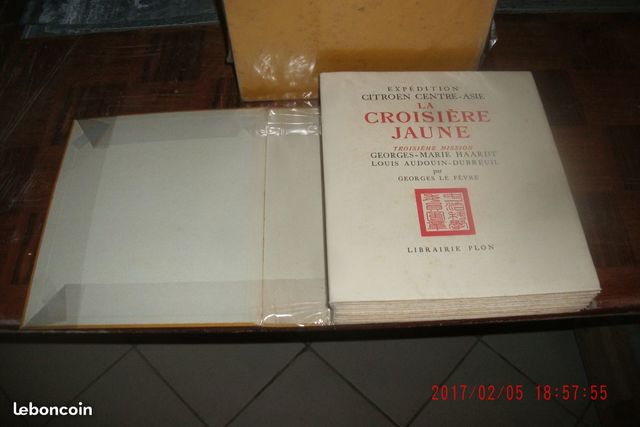 EXPÉDITION
CITROEN CENTRE-ASIE
LA
CROISIÈRE
JAUNE
TROISIÈME MISSION
GEORGES-MARIE HAARDT
LOUIS AUDOUIN-DUBREUIL
par
GEORGES LE FÈVRE
LIBRAIRIE PLON
2017/02/05 18:57:55
leboncoin